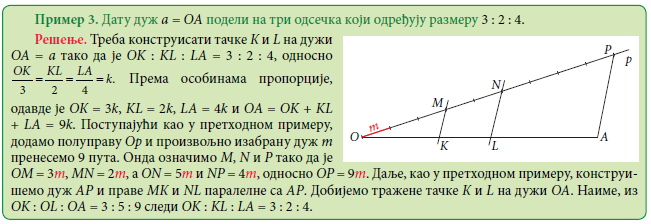 Пример 3. Дату дуж a = OA подели на три одсечка који одређују размеру 3 : 2 : 4.
Решење. Треба конструисати тачке K и L на дужи
OA = a тако да је OK : KL : LA = 3 : 2 : 4, односно
OK/3 = KL/2 = LA/4 = k. Према особинама пропорције,
одавде је OK = 3k, KL = 2k, LA = 4k и OA = OK + KL
+ LA = 9k. Поступајући као у претходном примеру,
додамо полуправу Op и произвољно изабрану дуж m
пренесемо 9 пута. Онда означимо M, N и P тако да је
OM = 3m, MN = 2m, а ON = 5m и NP = 4m, односно OP = 9m. Даље, као у претходном примеру, конструи-
шемо дуж AP и праве MK и NL паралелне са AP. Добијемо тражене тачке K и L на дужи OA. Наиме, из
OK : OL : OA = 3 : 5 : 9 следи OK : KL : LA = 3 : 2 : 4.
P
p
N
M
m
O
K
L
A